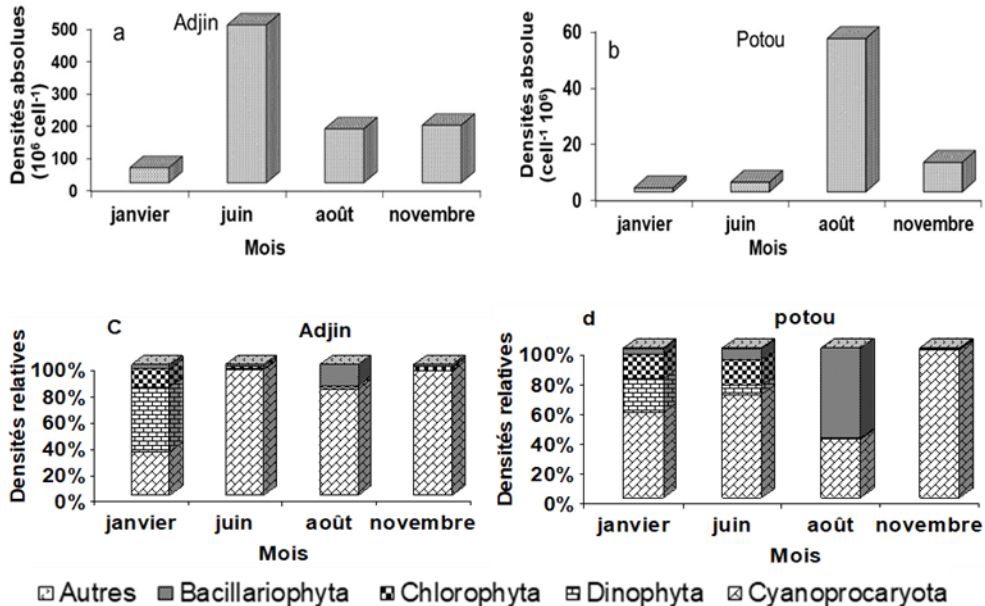 a
Adjin
Densités absolues
(10⁶ cell⁻¹)
500
400
300
200
100
0
janvier juin août novembre
Mois
b
Potou
Densités absolue
(cell⁻¹ 10⁶)
60
40
20
0
janvier juin août novembre
Mois
C
Adjin
Densités relatives
100%
80%
60%
40%
20%
0%
janvier juin août novembre
Mois
d
potou
Densités relatives
100%
80%
60%
40%
20%
0%
janvier juin août novembre
Mois
Autres Bacillariophyta Chlorophyta Dinophyta Cyanoprocaryota